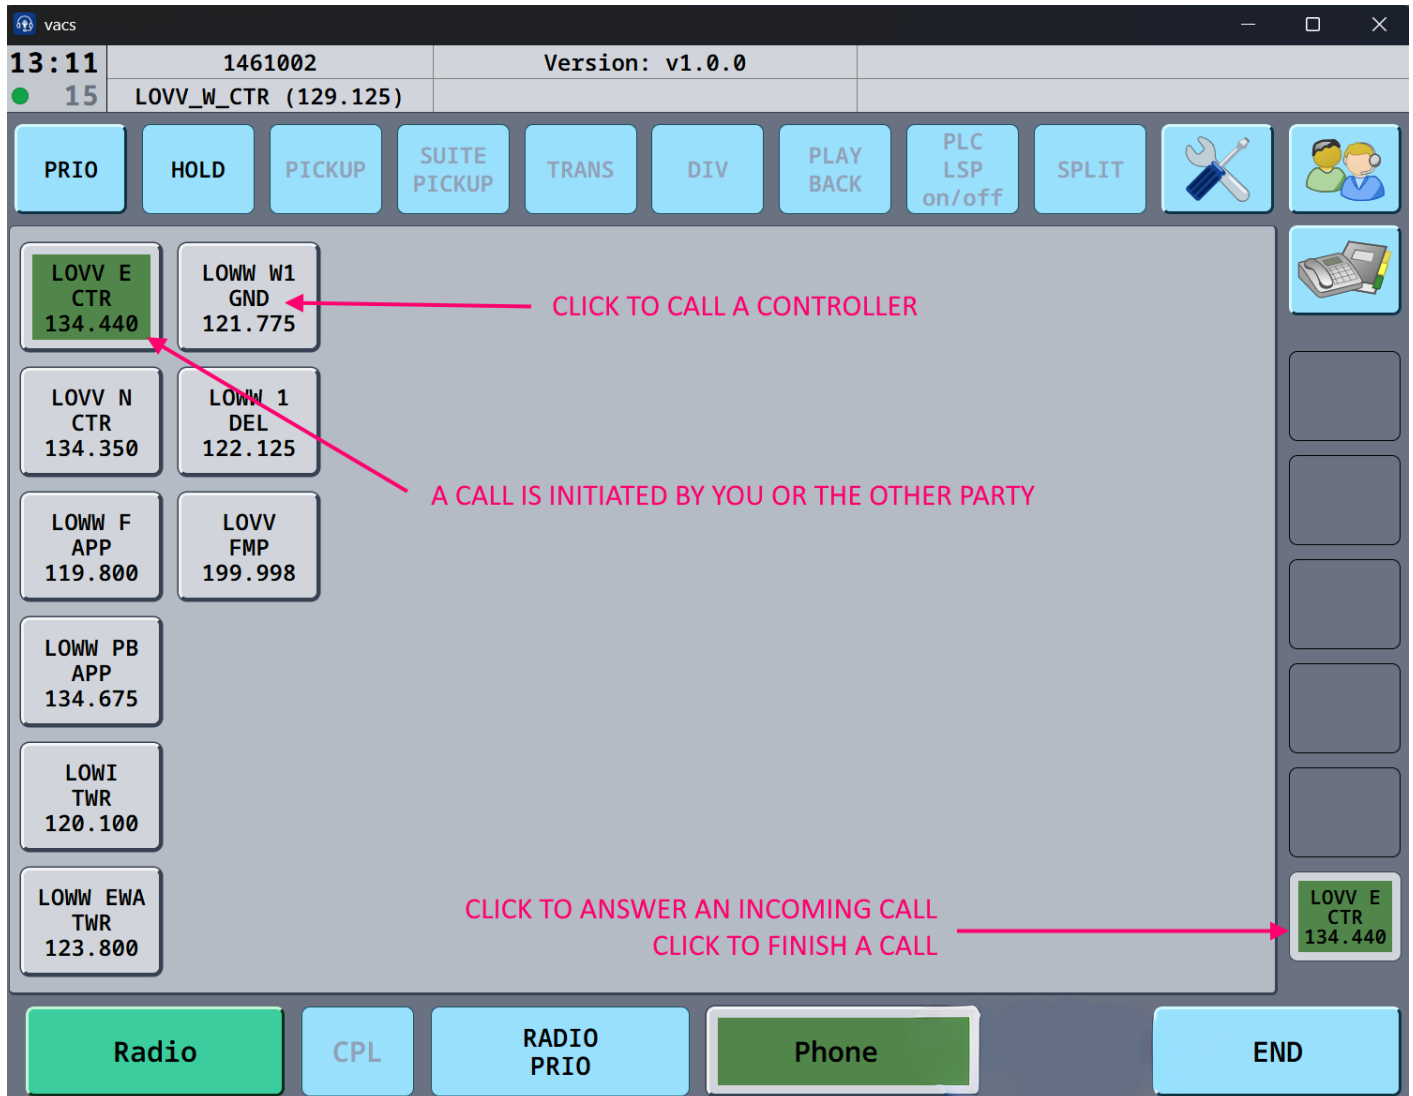 vacs
13:11
1461002
Version: v1.0.0
15
LOVV_W_CTR (129.125)
PRIO
HOLD
PICKUP
SUITE
PICKUP
TRANS
DIV
PLAY
BACK
PLC
LSP
on/off
SPLIT
LOVV E
CTR
134.440
LOWW W1
GND
121.775
CLICK TO CALL A CONTROLLER
LOVV N
CTR
134.350
LOWW 1
DEL
122.125
A CALL IS INITIATED BY YOU OR THE OTHER PARTY
LOWW F
APP
119.800
LOVV
FMP
199.998
LOWW PB
APP
134.675
LOWI
TWR
120.100
LOWW EWA
TWR
123.800
CLICK TO ANSWER AN INCOMING CALL
CLICK TO FINISH A CALL
LOVV E
CTR
134.440
Radio
CPL
RADIO
PRIO
Phone
END